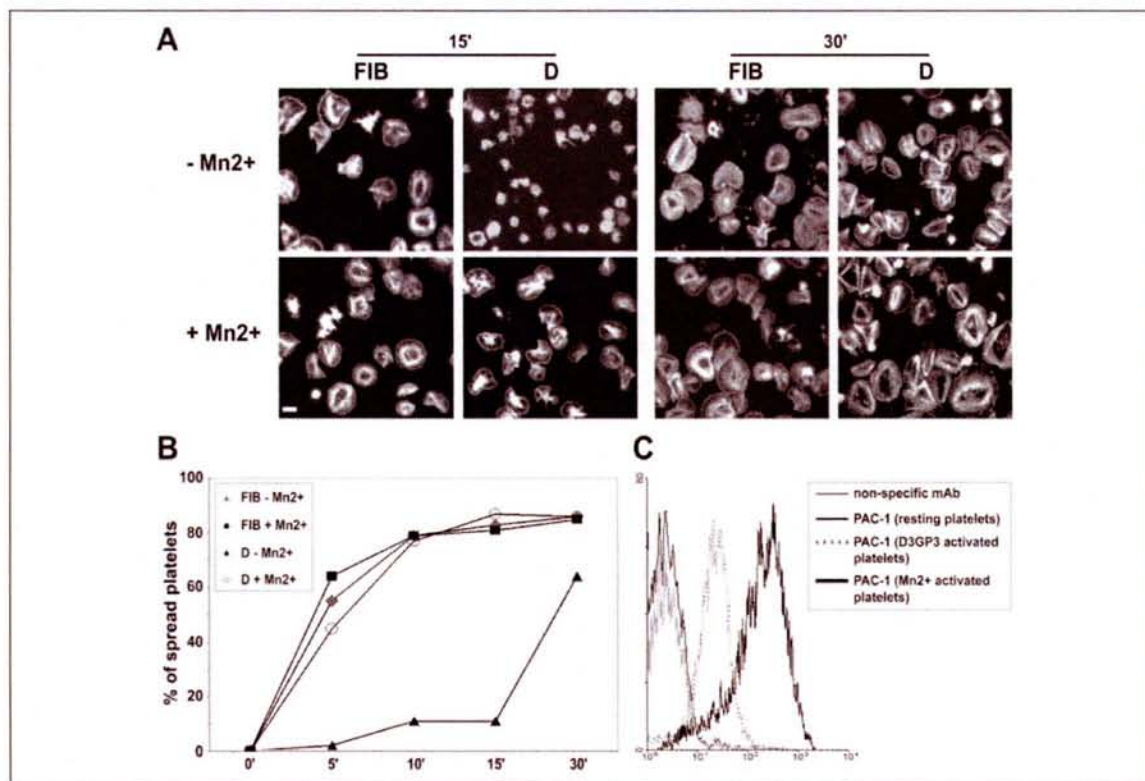 A
15'
30'
FIB
D
FIB
D
- Mn2+
+ Mn2+
B
% of spread platelets
100
80
60
40
20
0
0'
5'
10'
15'
30'
FIB - Mn2+
FIB + Mn2+
D - Mn2+
D + Mn2+
C
non-specific mAb
PAC-1 (resting platelets)
PAC-1 (D3GP3 activated
platelets)
PAC-1 (Mn2+ activated
platelets)